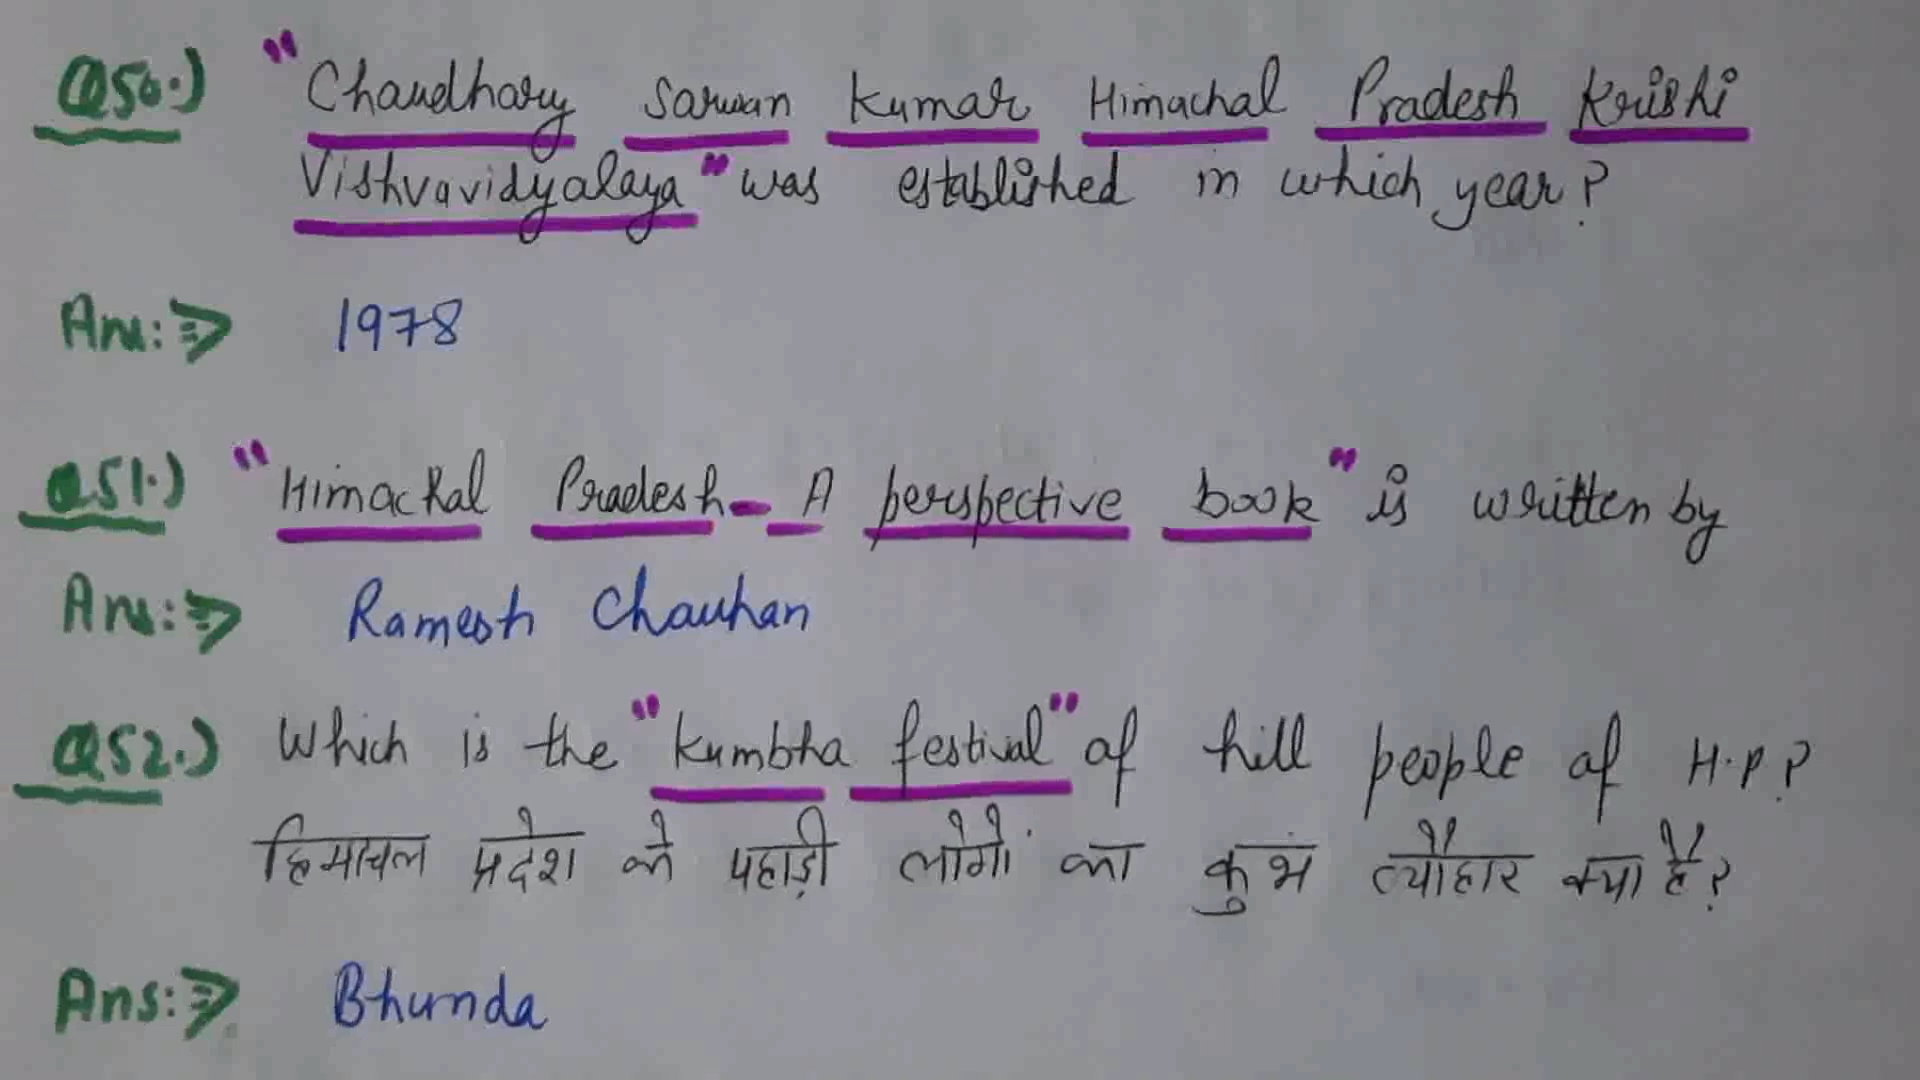 Q50.) "Chaudhary Sarwan Kumar Himachal Pradesh Krishi
Vishvavidyalaya" was established in which year?
Ans:⇒ 1978
Q51.) "Himachal Pradesh - A perspective book" is written by
Ans:⇒ Ramesh Chauhan
Q52.) Which is the "Kumbha festival" of hill people of H.P?
हिमाचल प्रदेश के पहाड़ी लोगों का कुभं त्यौहार क्या है?
Ans:⇒ Bhunda